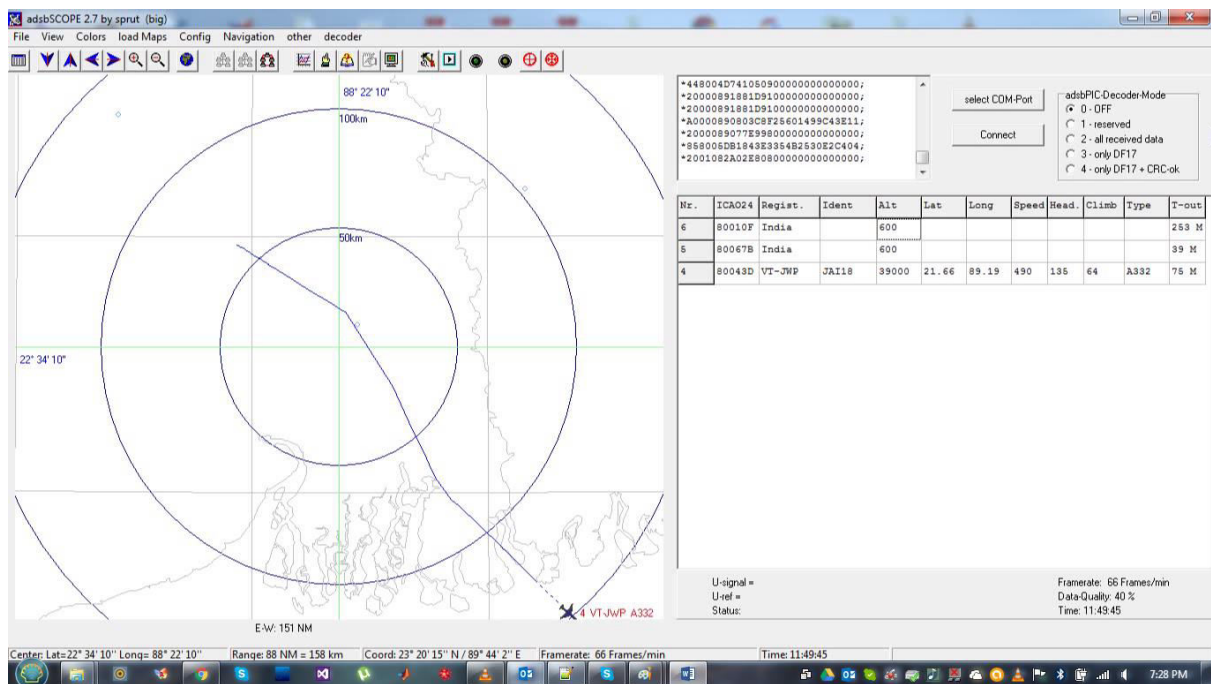 adsbSCOPE 2.7 by sprut (big)
File View Colors load Maps Config Navigation other decoder
88° 22' 10"
100km
50km
22° 34' 10"
4 VT-JWP A332
E-W: 151 NM
*448004D7410509000000000000000;
*20000891881D91000000000000000;
*20000891881D91000000000000000;
*A0000890803C8F25601499C43E11;
*2000089077E998000000000000000;
*858006DB1843E3354B2530E2C404;
*2001082A02E80800000000000000;
select COM-Port
Connect
adsbPIC-Decoder-Mode
0 - OFF
1 - reserved
2 - all received data
3 - only DF17
4 - only DF17 + CRC-ok
Nr. ICAO24 Regist. Ident Alt Lat Long Speed Head. Climb Type T-out
6 80010F India 600 253 M
5 80067B India 600 39 M
4 80043D VT-JWP JAI18 39000 21.66 89.19 490 135 64 A332 75 M
U-signal =
U-ref =
Status:
Framerate: 66 Frames/min
Data-Quality: 40 %
Time: 11:49:45
Center: Lat=22° 34' 10" Long= 88° 22' 10" Range: 88 NM = 158 km Coord: 23° 20' 15" N / 89° 44' 2" E Framerate: 66 Frames/min Time: 11:49:45
7:28 PM